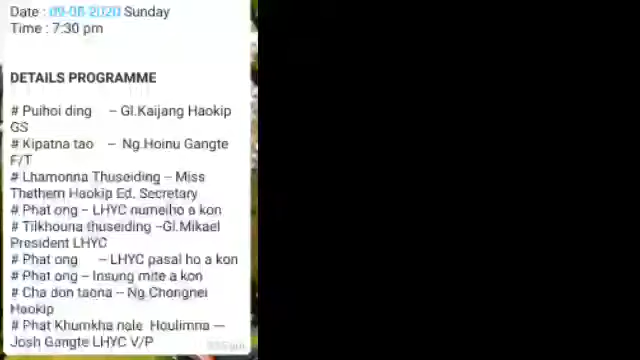 Date : 09-08-2020 Sunday
Time : 7:30 pm
DETAILS PROGRAMME
# Puihoi ding – Gl.Kaijang Haokip
GS
# Kipatna tao – Ng.Hoinu Gangte
F/T
# Lhamonna Thuseiding – Miss
Thethem Haokip Ed. Secretary
# Phat ong – LHYC numeiho a kon
# Tilkhouna thuseiding –Gl.Mikael
President LHYC
# Phat ong – LHYC pasal ho a kon
# Phat ong – Insung mite a kon
# Cha don taona – Ng.Chongnei
Haokip
# Phat Khumkha nale Houlimna —
Josh Gangte LHYC V/P